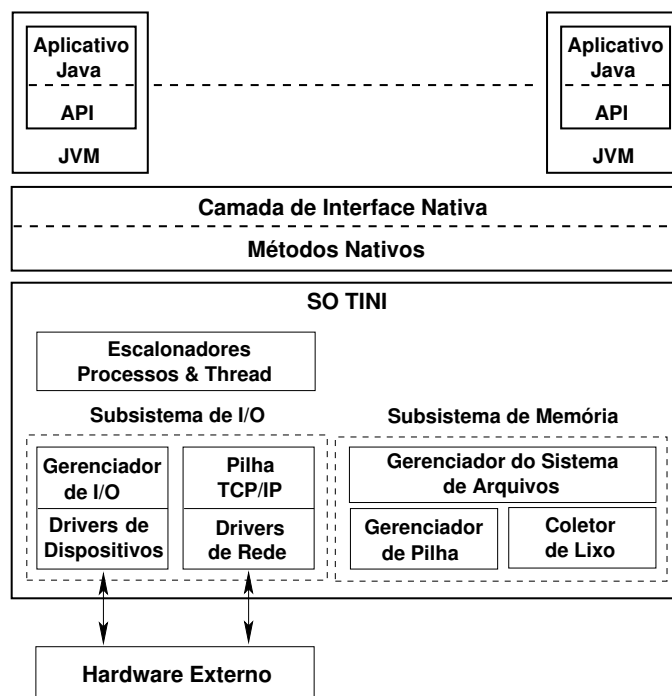 Aplicativo
Java
API
JVM
Aplicativo
Java
API
JVM
Camada de Interface Nativa
Métodos Nativos
SO TINI
Escalonadores
Processos & Thread
Subsistema de I/O
Subsistema de Memória
Gerenciador
de I/O
Drivers de
Dispositivos
Pilha
TCP/IP
Drivers
de Rede
Gerenciador do Sistema
de Arquivos
Gerenciador
de Pilha
Coletor
de Lixo
Hardware Externo